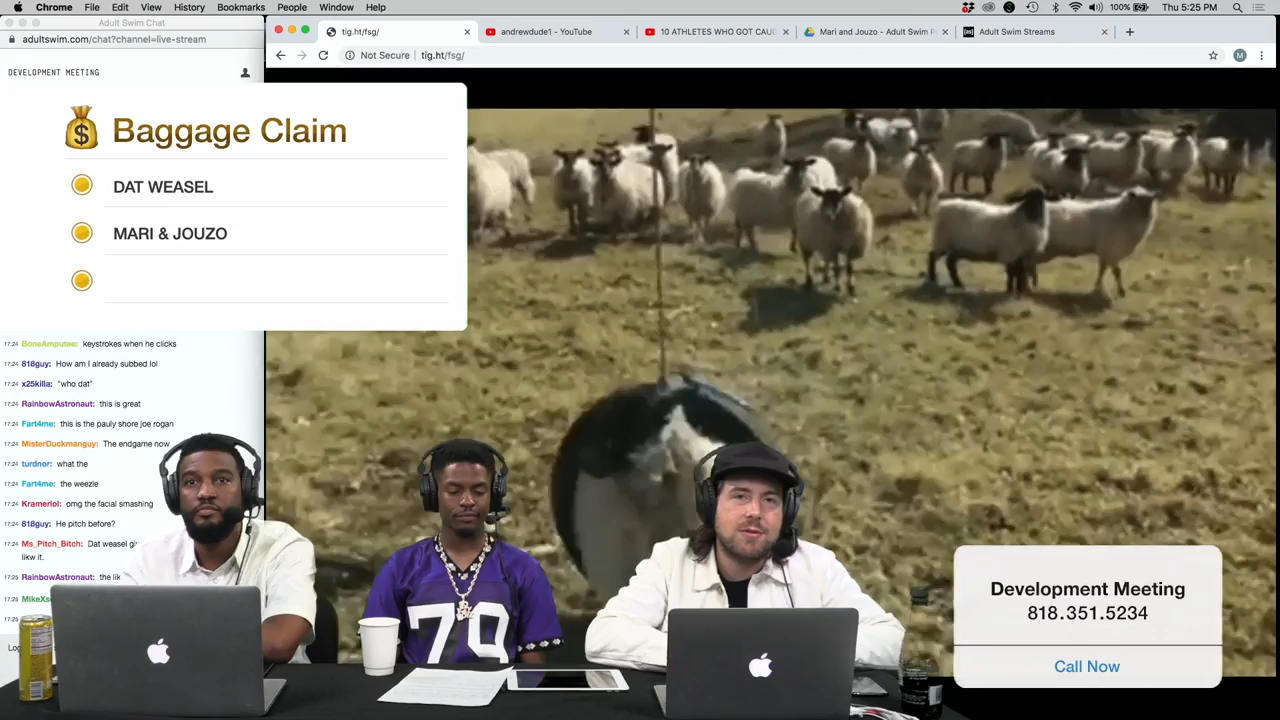 Chrome File Edit View History Bookmarks People Window Help
100% Thu 5:25 PM
Adult Swim Chat
adultswim.com/chat?channel=live-stream
DEVELOPMENT MEETING
tig.ht/fsg/
andrewdude1 - YouTube
10 ATHLETES WHO GOT CAUG
Mari and Jouzo - Adult Swim P
Adult Swim Streams
Not Secure tig.ht/fsg/
M
Baggage Claim
DAT WEASEL
MARI & JOUZO
17:24 BoneAmputee: keystrokes when he clicks
17:24 818guy: How am I already subbed lol
17:24 x25killa: "who dat"
17:24 RainbowAstronaut: this is great
17:24 Fart4me: this is the pauly shore joe rogan
17:24 MisterDuckmanguy: The endgame now
17:24 turdnor: what the
17:24 Fart4me: the weezle
17:24 Kramerlol: omg the facial smashing
17:24 818guy: He pitch before?
17:24 Ms_Pitch_Bitch: Dat weasel
likw it.
17:25 RainbowAstronaut: the
17:25
17:25
79
Development Meeting
818.351.5234
Call Now